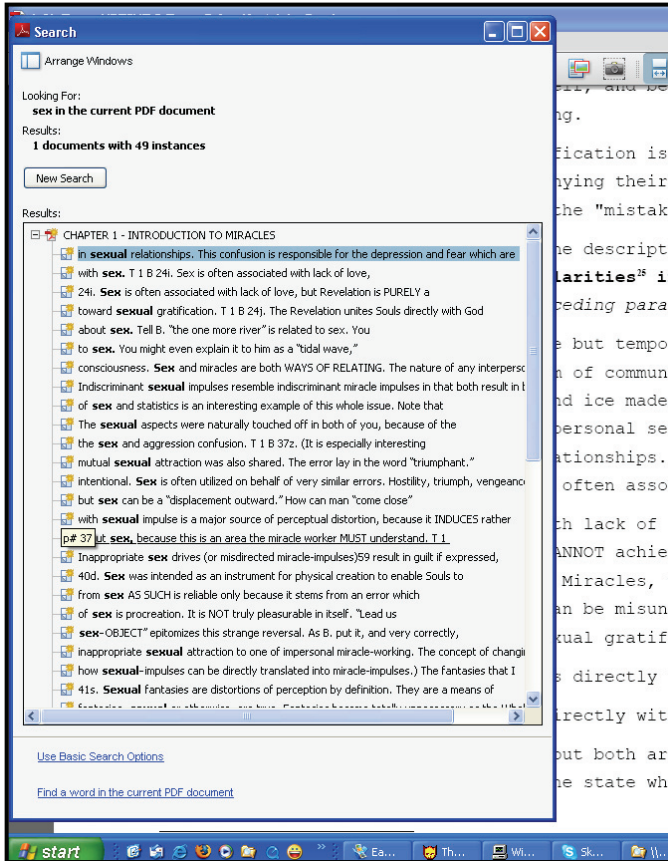 Search
Arrange Windows
Looking For:
sex in the current PDF document
Results:
1 documents with 49 instances
New Search
Results:
CHAPTER 1 - INTRODUCTION TO MIRACLES
in sexual relationships. This confusion is responsible for the depression and fear which are
with sex. T 1 B 24i. Sex is often associated with lack of love,
24i. Sex is often associated with lack of love, but Revelation is PURELY a
toward sexual gratification. T 1 B 24j. The Revelation unites Souls directly with God
about sex. Tell B. "the one more river" is related to sex. You
to sex. You might even explain it to him as a "tidal wave,"
consciousness. Sex and miracles are both WAYS OF RELATING. The nature of any interpersc
Indiscriminant sexual impulses resemble indiscriminant miracle impulses in that both result in b
of sex and statistics is an interesting example of this whole issue. Note that
The sexual aspects were naturally touched off in both of you, because of the
the sex and aggression confusion. T 1 B 37z. (It is especially interesting
mutual sexual attraction was also shared. The error lay in the word "triumphant."
intentional. Sex is often utilized on behalf of very similar errors. Hostility, triumph, vengeanc
but sex can be a "displacement outward." How can man "come close"
with sexual impulse is a major source of perceptual distortion, because it INDUCES rather
p# 37 ut sex, because this is an area the miracle worker MUST understand. T 1
Inappropriate sex drives (or misdirected miracle-impulses)59 result in guilt if expressed,
40d. Sex was intended as an instrument for physical creation to enable Souls to
from sex AS SUCH is reliable only because it stems from an error which
of sex is procreation. It is NOT truly pleasurable in itself. "Lead us
sex-OBJECT" epitomizes this strange reversal. As B. put it, and very correctly,
inappropriate sexual attraction to one of impersonal miracle-working. The concept of changi
how sexual-impulses can be directly translated into miracle-impulses.) The fantasies that I
41s. Sexual fantasies are distortions of perception by definition. They are a means of
Use Basic Search Options
Find a word in the current PDF document
elf, and be
ng.
fication is
nying their
the "mistak
ne descript
larities²⁶ i
ceding para
e but tempo
n of commun
nd ice made
personal se
ationships.
often asso
th lack of
ANNOT achie
Miracles,
an be misun
xual gratif
s directly
irectly wit
out both ar
ne state wh
start
Ea...
Th...
Wi...
Sk...
\\...